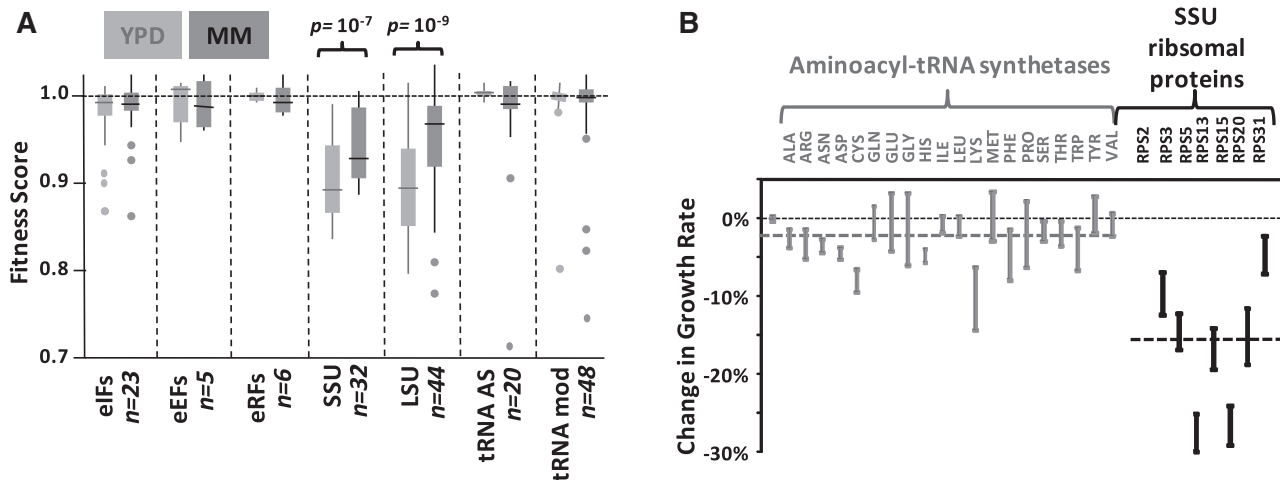 A
YPD
MM
p= 10-7
p= 10-9
Fitness Score
1.0
0.9
0.8
0.7
eIFs
n=23
eEFs
n=5
eRFs
n=6
SSU
n=32
LSU
n=44
tRNA AS
n=20
tRNA mod
n=48
B
Aminoacyl-tRNA synthetases
SSU
ribsomal
proteins
ALA
ARG
ASN
ASP
CYS
GLN
GLU
GLY
HIS
ILE
LEU
LYS
MET
PHE
PRO
SER
THR
TRP
TYR
VAL
RPS2
RPS3
RPS5
RPS13
RPS15
RPS20
RPS31
Change in Growth Rate
0%
-10%
-20%
-30%